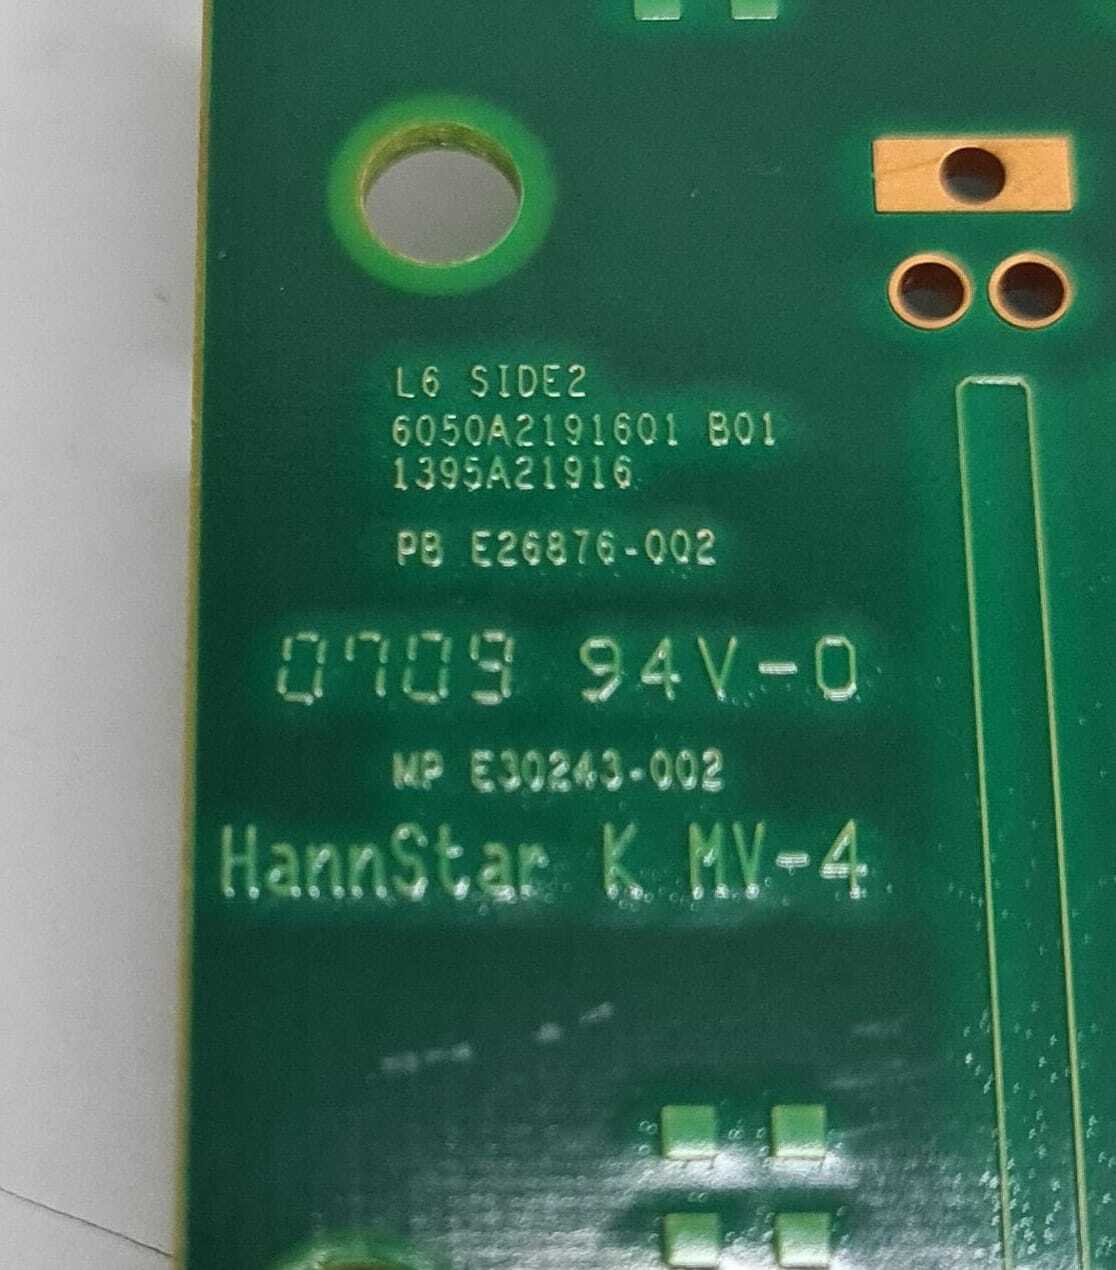 L6 SIDE2
6050A2191601 B01
1395A21916
PB E26876-002
0709 94V-0
MP E30243-002
HannStar K MV-4